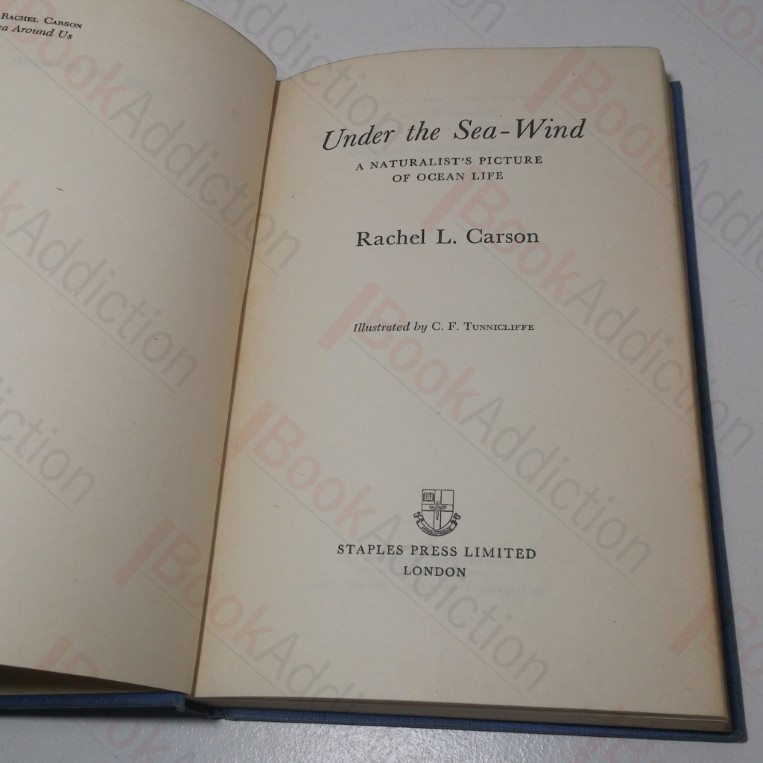 RACHEL CARSON
Around Us
Under the Sea-Wind
A NATURALIST'S PICTURE
OF OCEAN LIFE
Rachel L. Carson
Illustrated by C. F. TUNNICLIFFE
STAPLES PRESS LIMITED
LONDON
BookAddiction